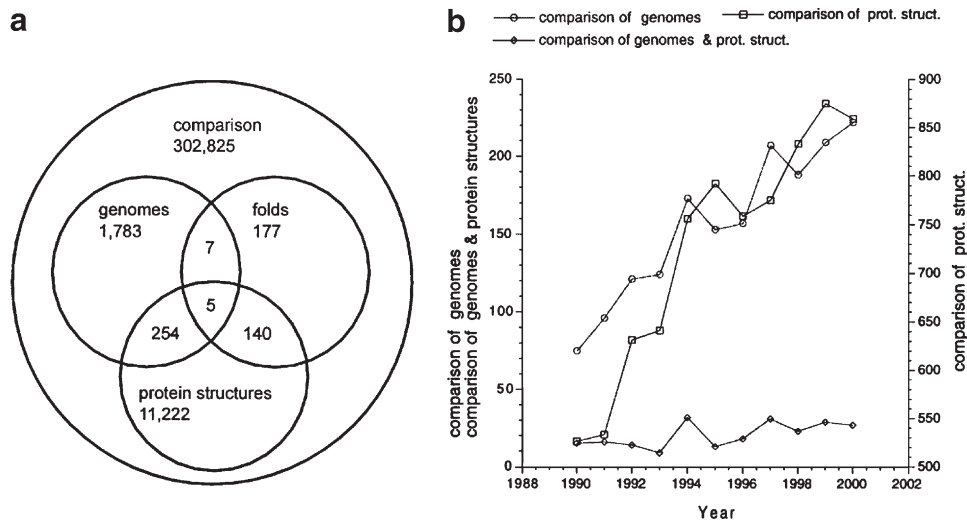 a
comparison
302,825
genomes
1,783
folds
177
7
5
254
140
protein structures
11,222
b
comparison of genomes
comparison of prot. struct.
comparison of genomes & prot. struct.
comparison of genomes
comparison of genomes & protein structures
250
200
150
100
50
0
900
850
800
750
700
650
600
550
500
comparison of prot. struct.
1988
1990
1992
1994
1996
1998
2000
2002
Year